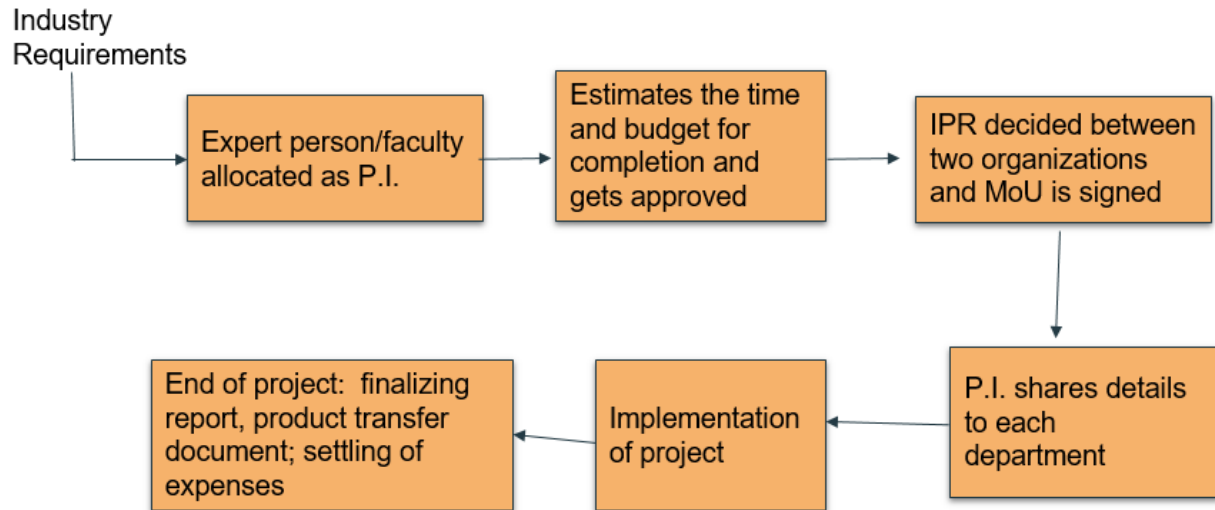 Industry
Requirements
Expert person/faculty
allocated as P.I.
Estimates the time
and budget for
completion and
gets approved
IPR decided between
two organizations
and MoU is signed
P.I. shares details
to each
department
Implementation
of project
End of project:  finalizing
report, product transfer
document; settling of
expenses